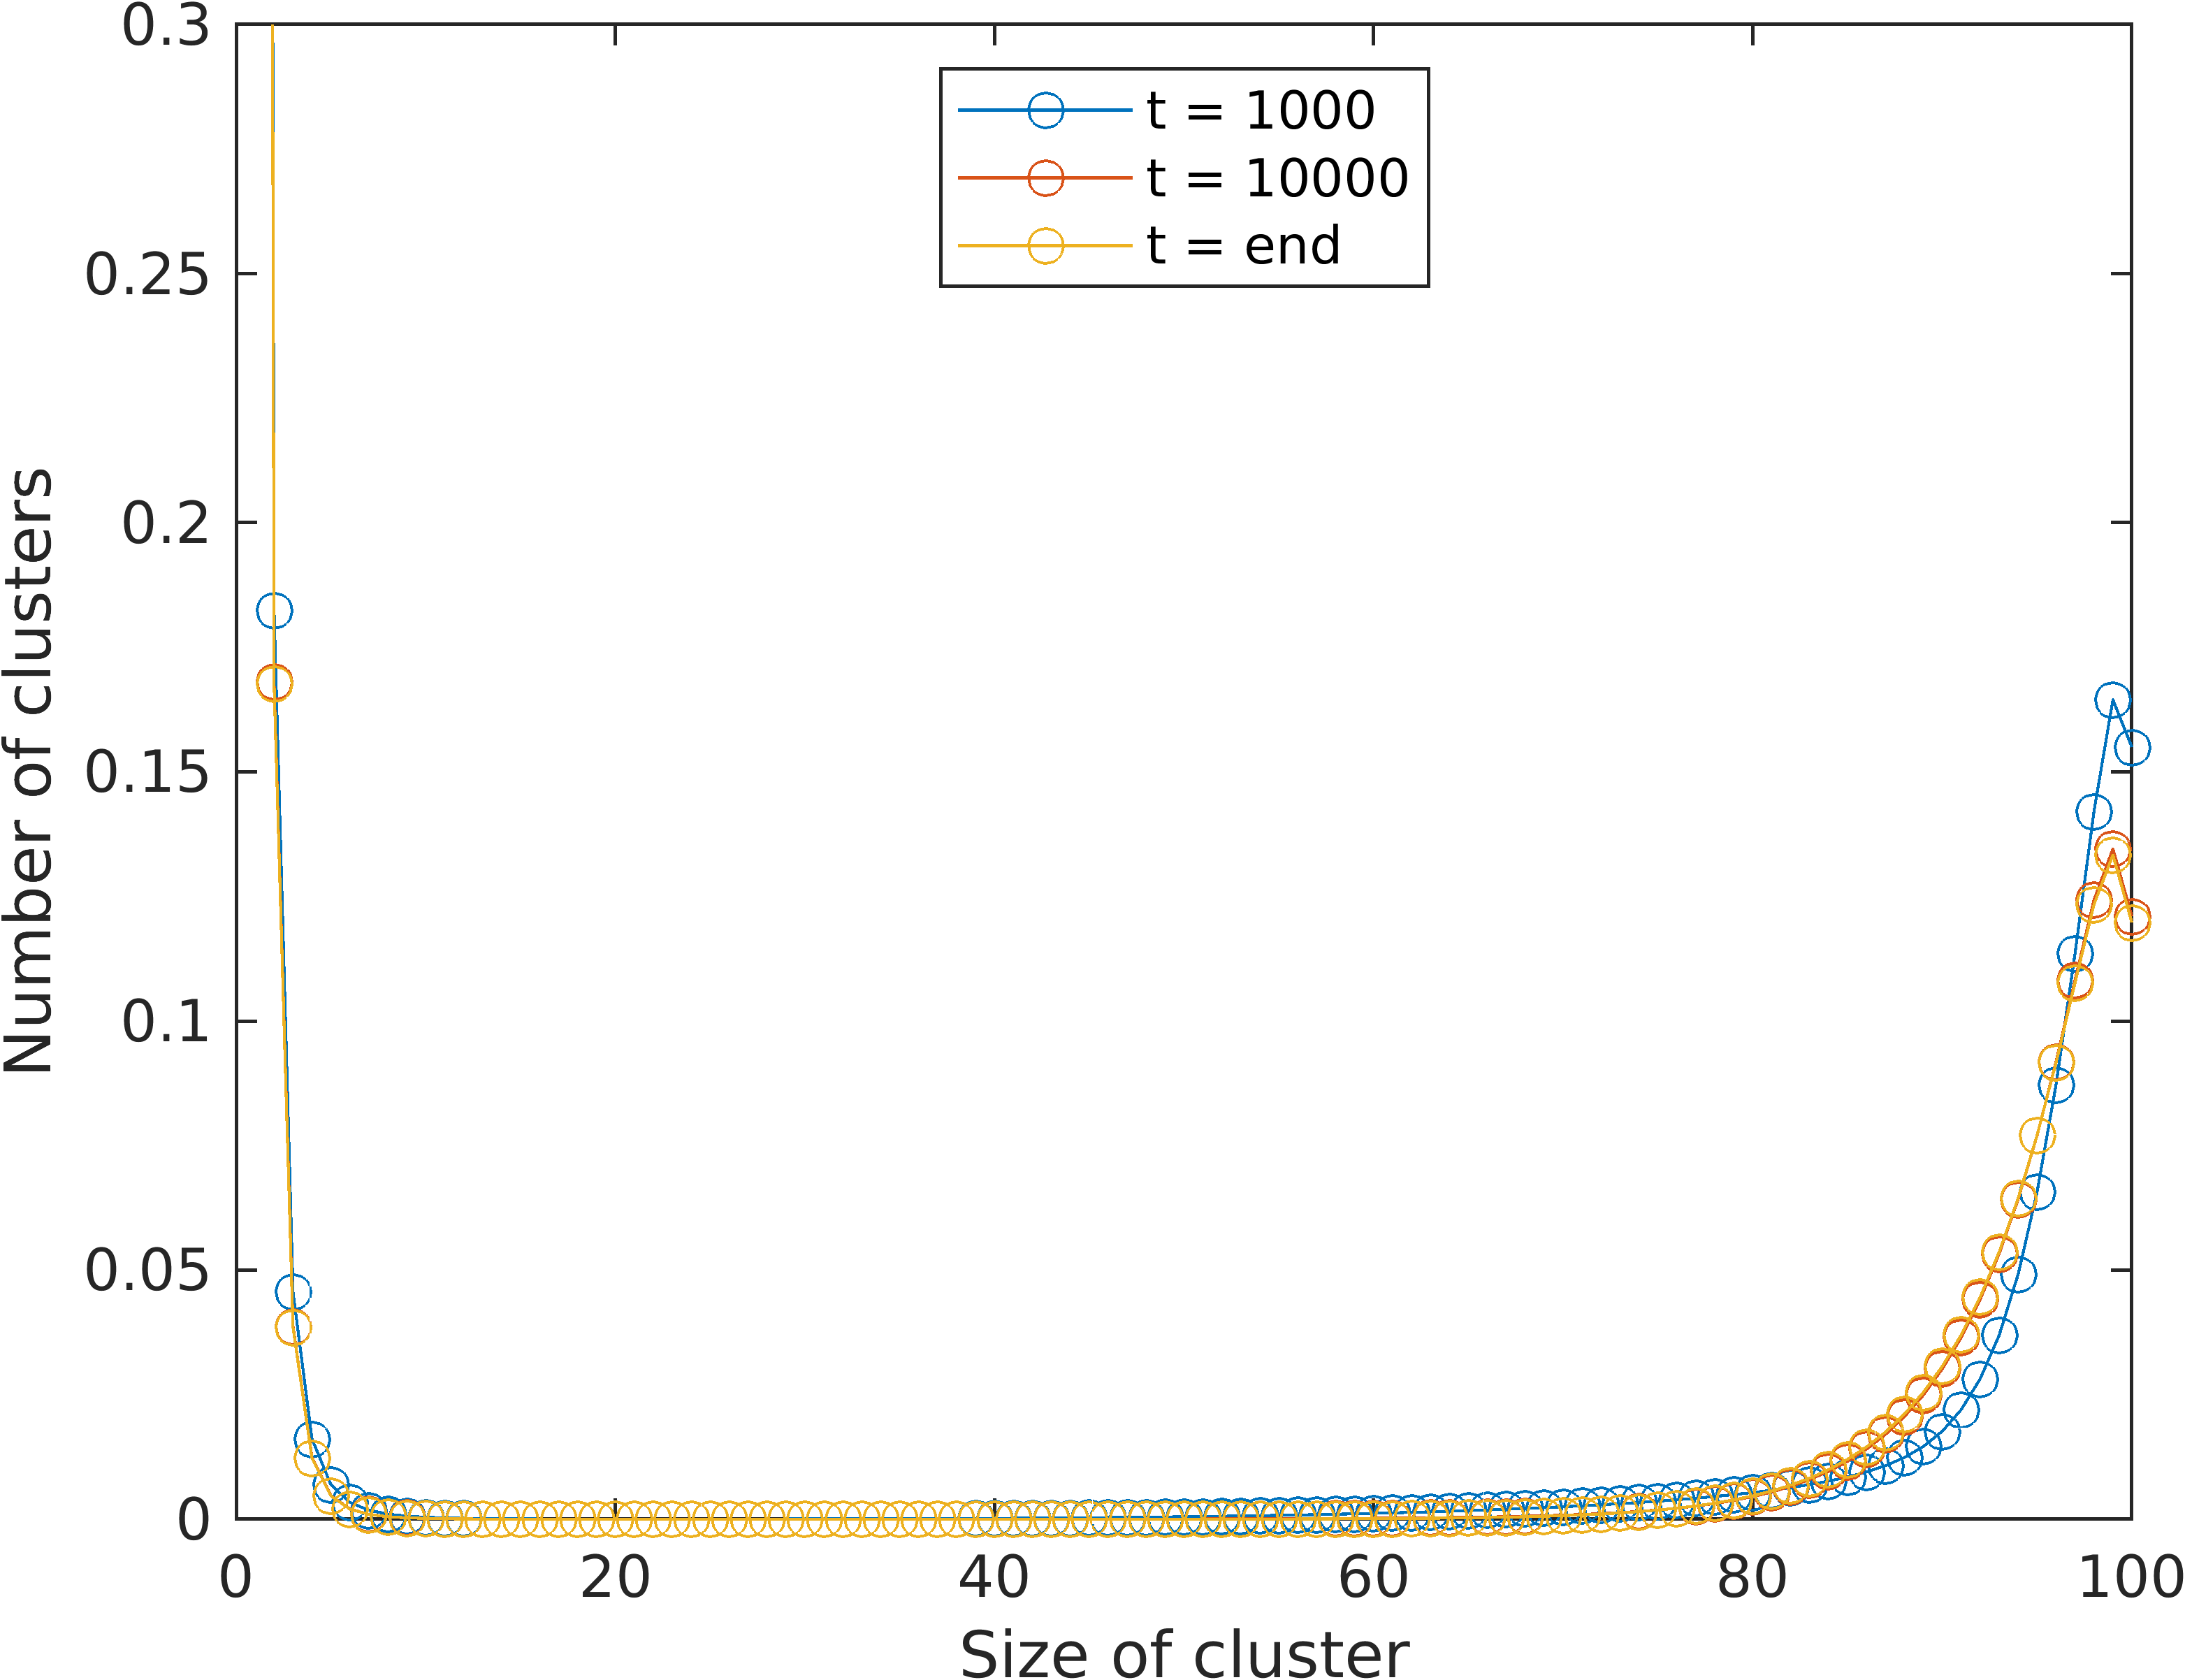 0.3
0.25
0.2
0.15
0.1
0.05
0
Number of clusters
t = 1000
t = 10000
t = end
0 20 40 60 80 100
Size of cluster